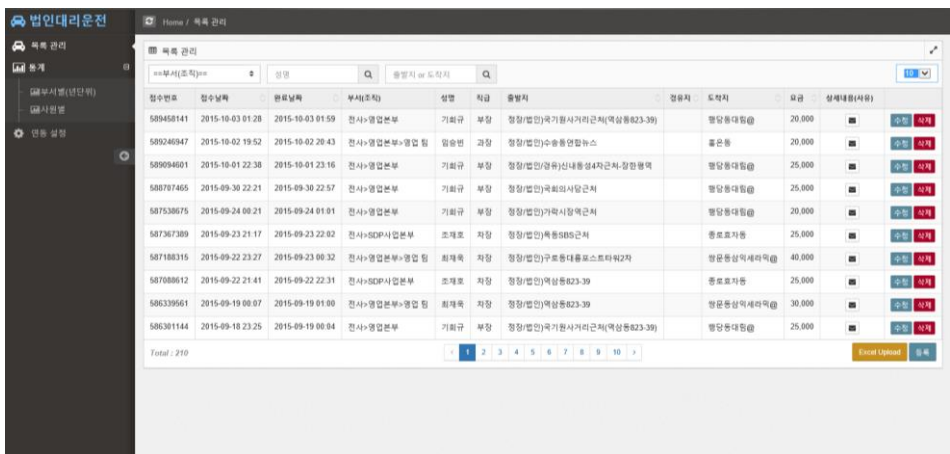 법인대리운전
Home / 목록 관리
목록 관리
통계
부서별(년단위)
사원별
연동 설정
목록 관리
==부서(조직)== 성명 출발지 or 도착지 10
접수번호 접수날짜 완료날짜 부서(조직) 성명 직급 출발지 경유지 도착지 요금 상세내용(사유)
589458141 2015-10-03 01:28 2015-10-03 01:59 전사>영업본부 기회규 부장 정장/법인)국기원사거리근처(역삼동823-39) 행당동대림@ 20,000 수정 삭제
589246947 2015-10-02 19:52 2015-10-02 20:43 전사>영업본부>영업 팀 임승빈 과장 정장/법인)수송동연합뉴스 홍은동 20,000 수정 삭제
589094601 2015-10-01 22:38 2015-10-01 23:16 전사>영업본부 기회규 부장 정장/법인/경유)신내동성4자근처-장한평역 행당동대림@ 25,000 수정 삭제
588707465 2015-09-30 22:21 2015-09-30 22:57 전사>영업본부 기회규 부장 정장/법인)국회의사당근처 행당동대림@ 25,000 수정 삭제
587538675 2015-09-24 00:21 2015-09-24 01:01 전사>영업본부 기회규 부장 정장/법인)가락시장역근처 행당동대림@ 20,000 수정 삭제
587367389 2015-09-23 21:17 2015-09-23 22:02 전사>SDP사업본부 조재호 차장 정장/법인)목동SBS근처 종로효자동 25,000 수정 삭제
587188315 2015-09-22 23:27 2015-09-23 00:32 전사>영업본부>영업 팀 최재욱 차장 정장/법인)구로동대륭포스트타워2차 쌍문동삼익세라믹@ 40,000 수정 삭제
587088612 2015-09-22 21:41 2015-09-22 22:31 전사>SDP사업본부 조재호 차장 정장/법인)역삼동823-39 종로효자동 25,000 수정 삭제
586339561 2015-09-19 00:07 2015-09-19 01:00 전사>영업본부>영업 팀 최재욱 차장 정장/법인)역삼동823-39 쌍문동삼익세라믹@ 30,000 수정 삭제
586301144 2015-09-18 23:25 2015-09-19 00:04 전사>영업본부 기회규 부장 정장/법인)국기원사거리근처(역삼동823-39) 행당동대림@ 25,000 수정 삭제
Total : 210 ‹ 1 2 3 4 5 6 7 8 9 10 › Excel Upload 등록